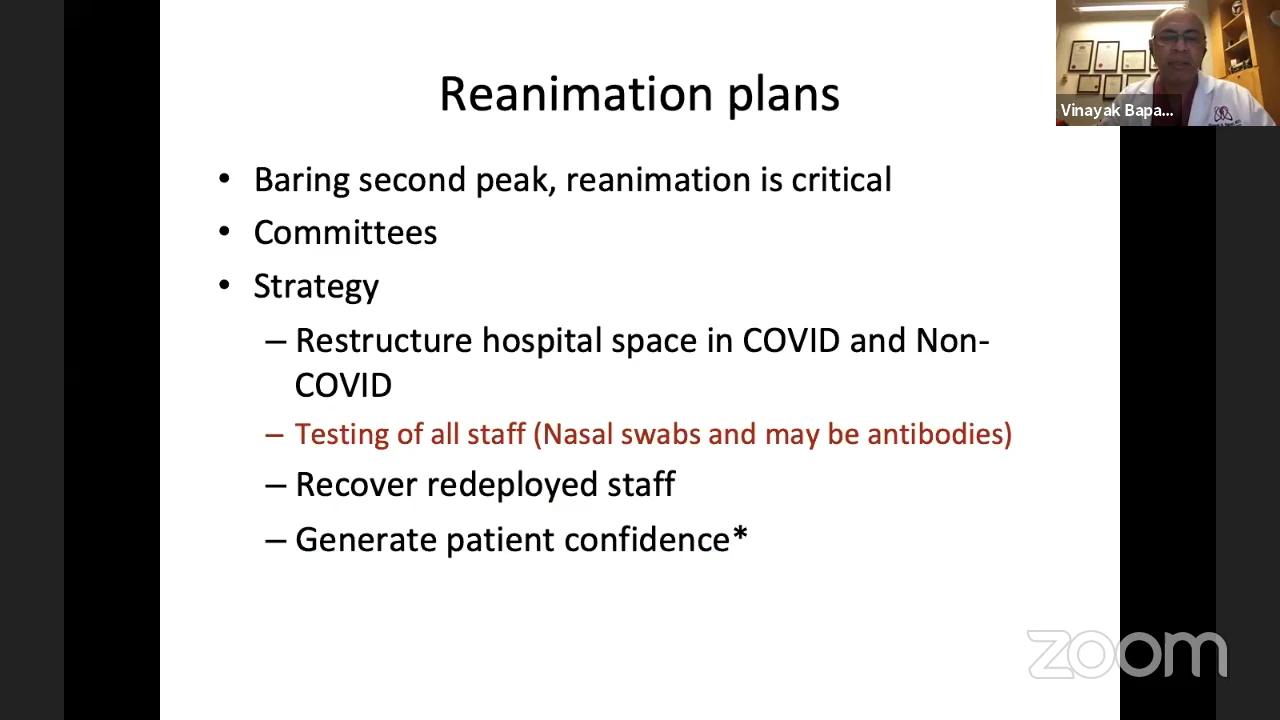 Reanimation plans
Vinayak Bapa...
• Baring second peak, reanimation is critical
• Committees
• Strategy
– Restructure hospital space in COVID and Non-
COVID
– Testing of all staff (Nasal swabs and may be antibodies)
– Recover redeployed staff
– Generate patient confidence*
zoom